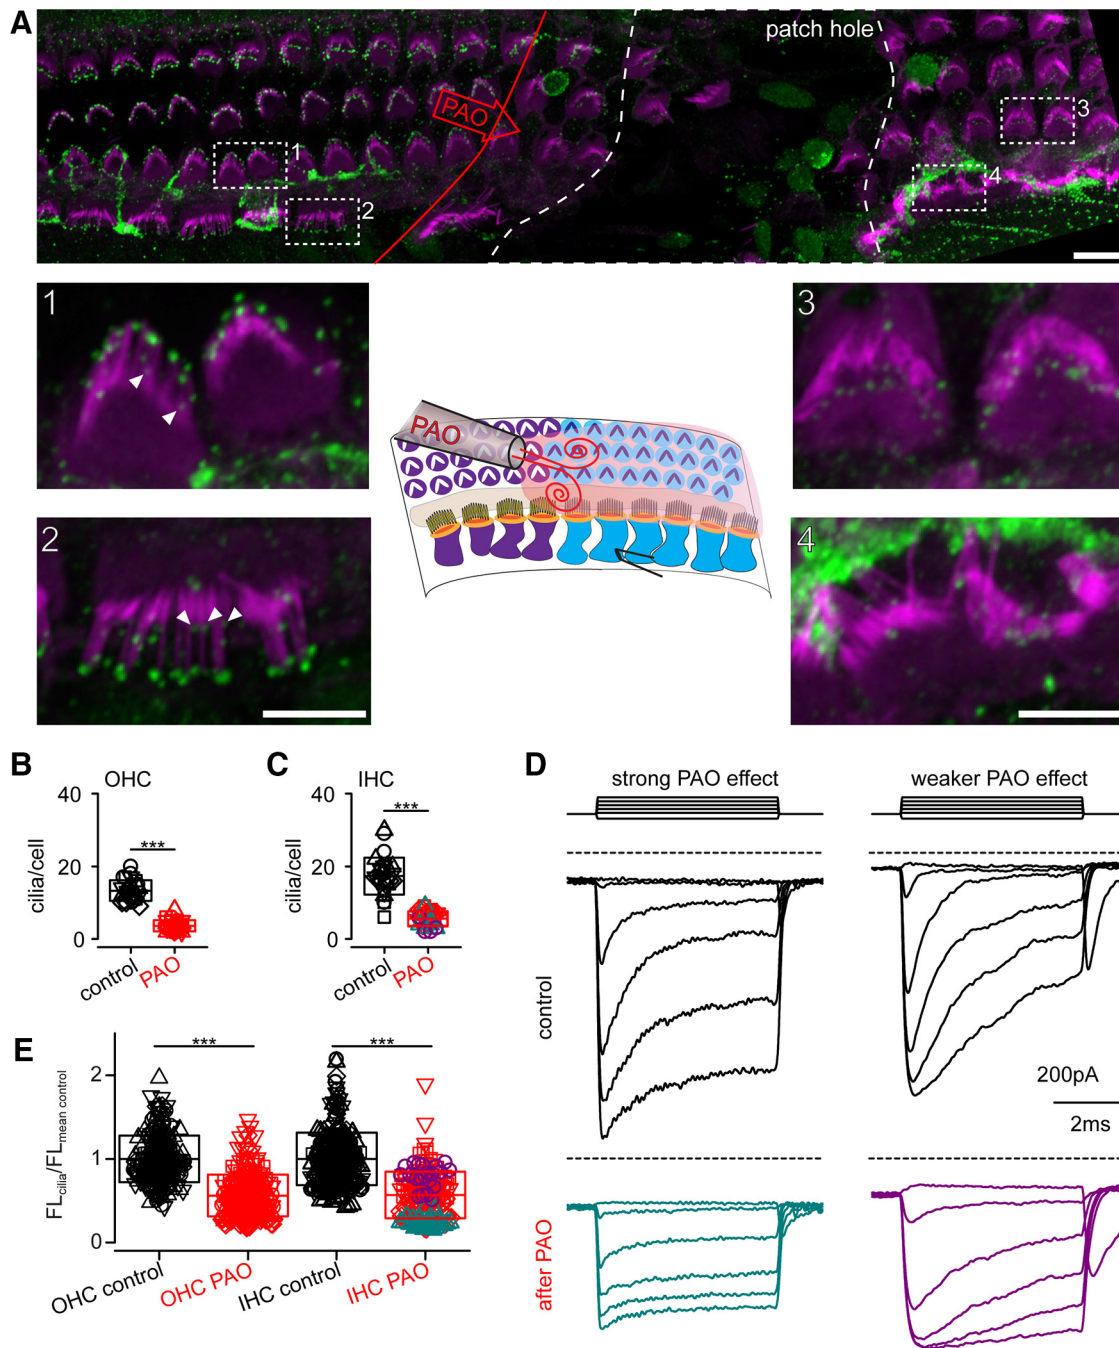 A
patch hole
PAO
1
2
3
4
1
2
PAO
3
4
B
OHC
cilia/cell
40
20
0
***
control
PAO
C
IHC
cilia/cell
40
20
0
***
control
PAO
D
strong PAO effect
weaker PAO effect
control
200pA
2ms
after PAO
E
FLcilia/FLmean control
2
1
0
***
***
OHC control
OHC PAO
IHC control
IHC PAO